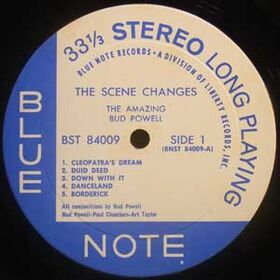 33 1/3 STEREO LONG PLAYING
BLUE NOTE RECORDS • A DIVISION OF LIBERTY RECORDS, INC.
THE SCENE CHANGES
THE AMAZING
BUD POWELL
BST 84009 SIDE 1
(BNST 84009-A)
1. CLEOPATRA'S DREAM
2. DUID DEED
3. DOWN WITH IT
4. DANCELAND
5. BORDERICK
All compositions by Bud Powell
Bud Powell-Paul Chambers-Art Taylor
BLUE
NOTE